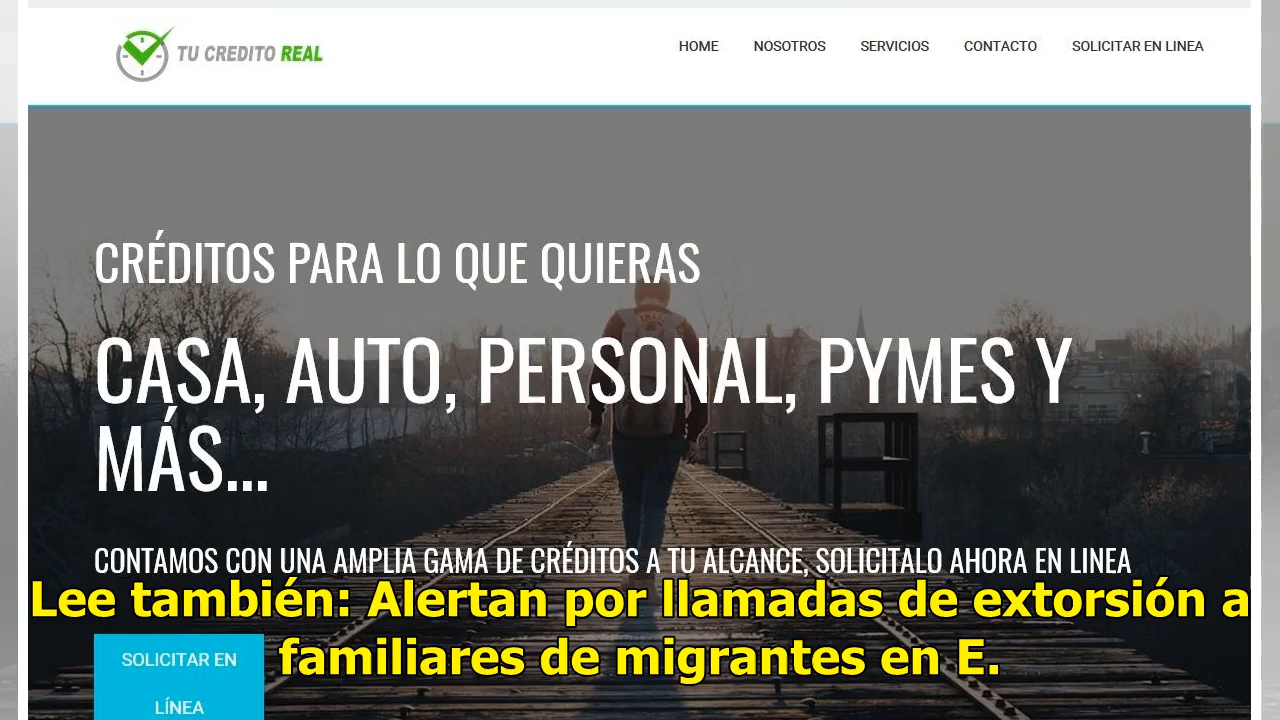 TU CREDITO REAL
HOME NOSOTROS SERVICIOS CONTACTO SOLICITAR EN LINEA
CRÉDITOS PARA LO QUE QUIERAS
CASA, AUTO, PERSONAL, PYMES Y
MÁS...
CONTAMOS CON UNA AMPLIA GAMA DE CRÉDITOS A TU ALCANCE, SOLICITALO AHORA EN LINEA
Lee también: Alertan por llamadas de extorsión a
familiares de migrantes en E.
SOLICITAR EN
LÍNEA